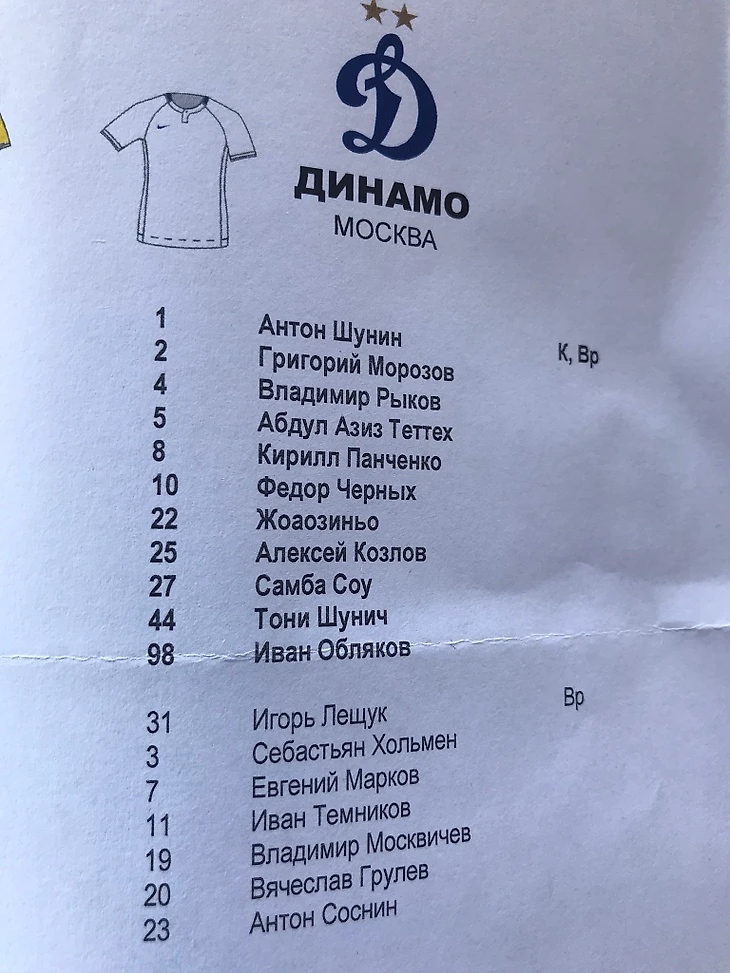 ДИНАМО
МОСКВА
1 Антон Шунин К, Вр
2 Григорий Морозов
4 Владимир Рыков
5 Абдул Азиз Теттех
8 Кирилл Панченко
10 Федор Черных
22 Жоаозиньо
25 Алексей Козлов
27 Самба Соу
44 Тони Шунич
98 Иван Обляков
31 Игорь Лещук Вр
3 Себастьян Хольмен
7 Евгений Марков
11 Иван Темников
19 Владимир Москвичев
20 Вячеслав Грулев
23 Антон Соснин